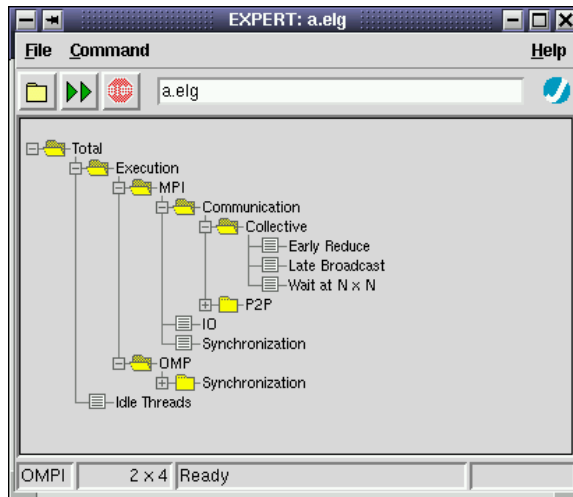 EXPERT: a.elg
File Command Help
a.elg
Total
Execution
MPI
Communication
Collective
Early Reduce
Late Broadcast
Wait at N x N
P2P
IO
Synchronization
OMP
Synchronization
Idle Threads
OMPI 2 x 4 Ready